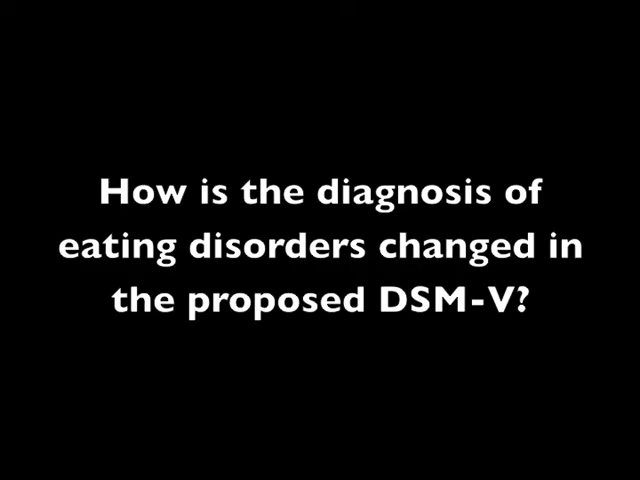 How is the diagnosis of
eating disorders changed in
the proposed DSM-V?